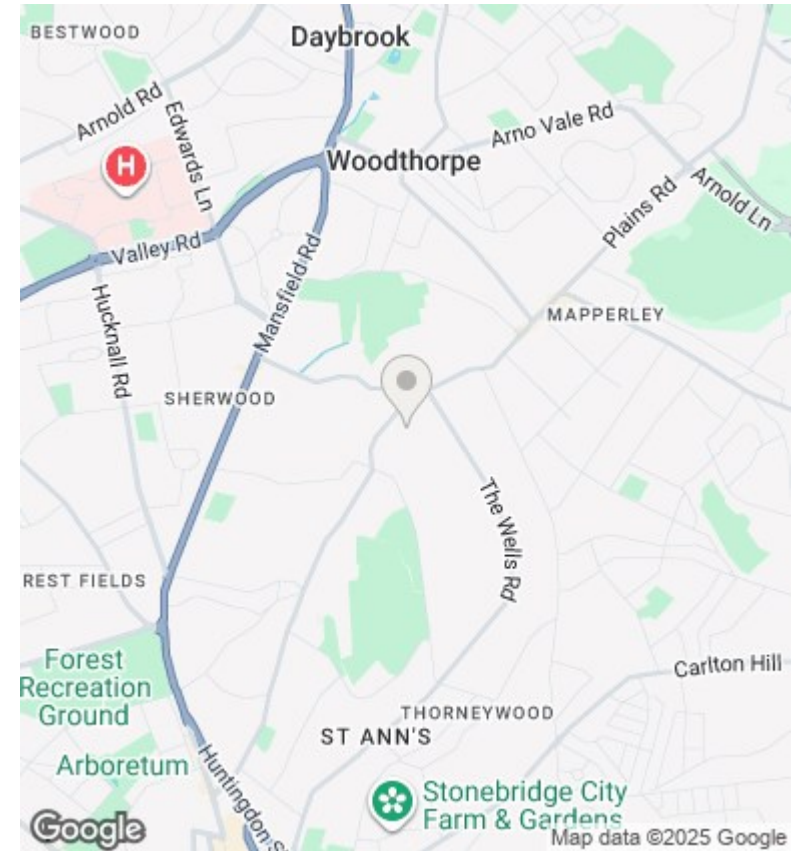 BESTWOOD
Daybrook
Arnold Rd
Edwards Ln
Arno Vale Rd
H
Woodthorpe
Plains Rd
Arnold Ln
Valley Rd
Mansfield Rd
Hucknall Rd
MAPPERLEY
SHERWOOD
The Wells Rd
REST FIELDS
Forest
Recreation
Ground
Carlton Hill
THORNEYWOOD
ST ANN'S
Arboretum
Huntingdon St
Stonebridge City
Farm & Gardens
Google
Map data ©2025 Google